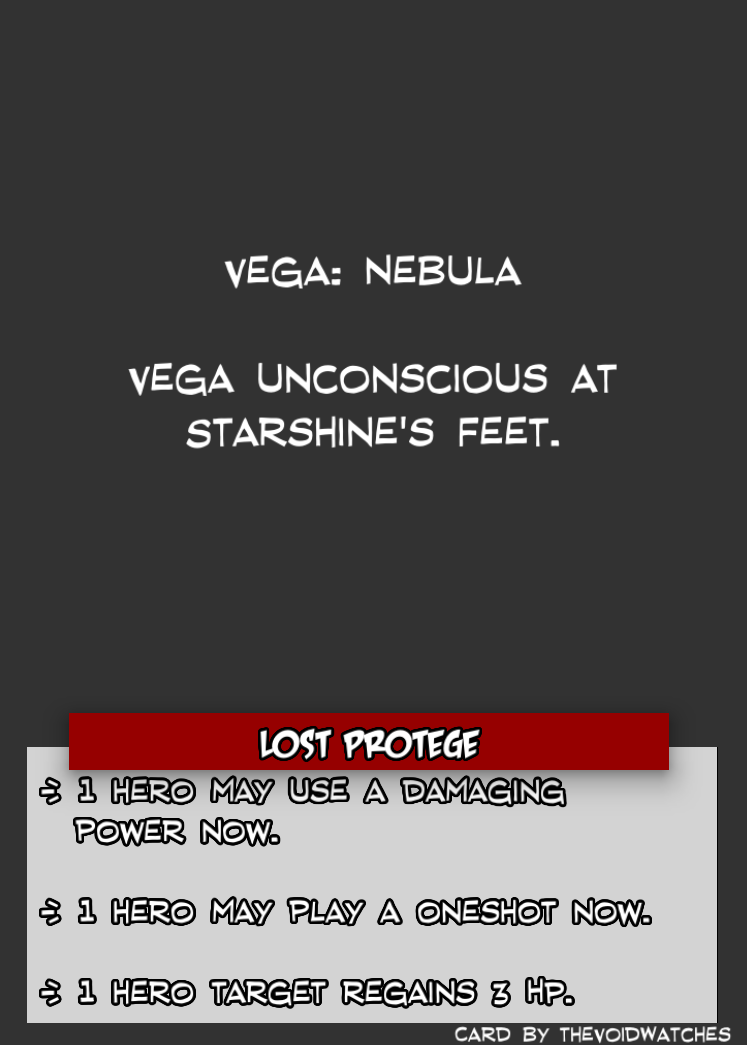 VEGA: NEBULA
VEGA UNCONSCIOUS AT
STARSHINE'S FEET.
LOST PROTEGE
1 HERO MAY USE A DAMAGING
POWER NOW.
1 HERO MAY PLAY A ONESHOT NOW.
1 HERO TARGET REGAINS 3 HP.
CARD BY THEVOIDWATCHES